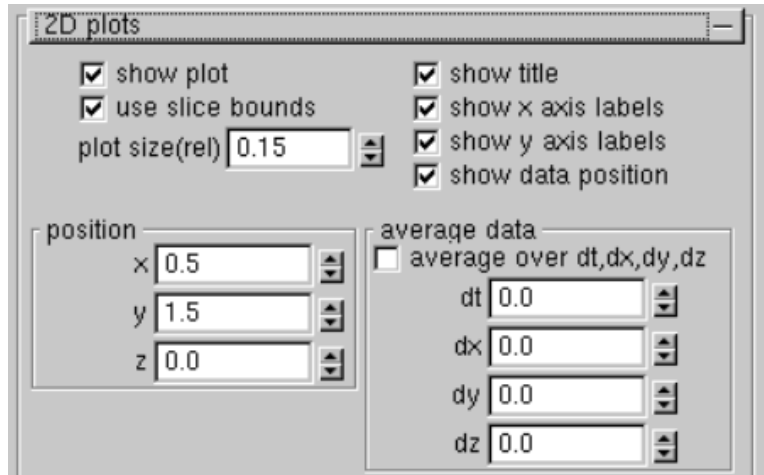 2D plots
show plot
use slice bounds
plot size(rel) 0.15
show title
show x axis labels
show y axis labels
show data position
position
x 0.5
y 1.5
z 0.0
average data
average over dt,dx,dy,dz
dt 0.0
dx 0.0
dy 0.0
dz 0.0